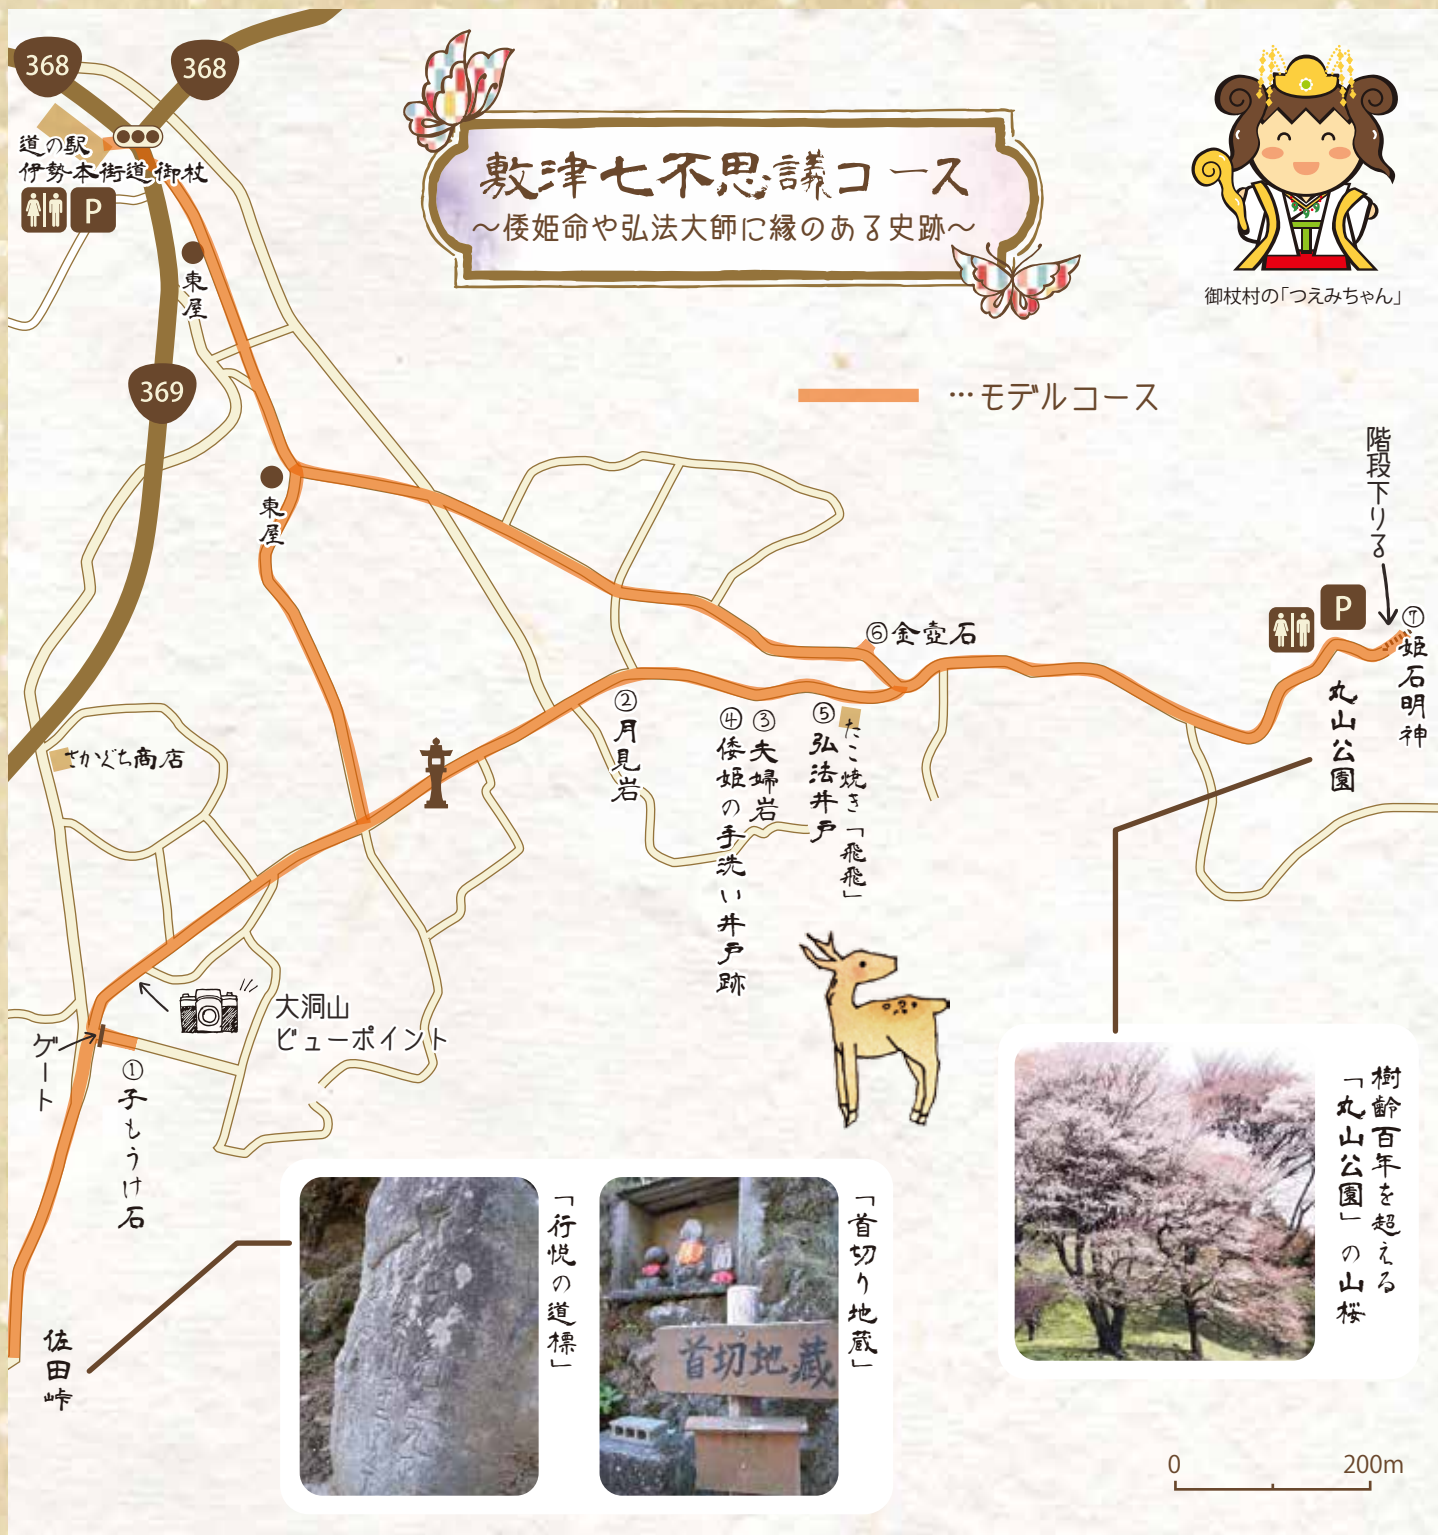 敷津七不思議コース
～倭姫命や弘法大師に縁のある史跡～
368
368
道の駅
伊勢本街道御杖
P
東屋
369
御杖村の「つえみちゃん」
…モデルコース
東屋
階段下りる
P
⑦姫石明神
丸山公園
⑥金壺石
②月見岩
③夫婦岩
④倭姫の手洗い井戸跡
⑤弘法井戸
たこ焼き「飛飛」
さかぐち商店
大洞山
ビューポイント
ゲート
①子もうけ石
佐田峠
「行悦の道標」
「首切り地蔵」
首切地蔵
樹齢百年を超える
「丸山公園」の山桜
0
200m